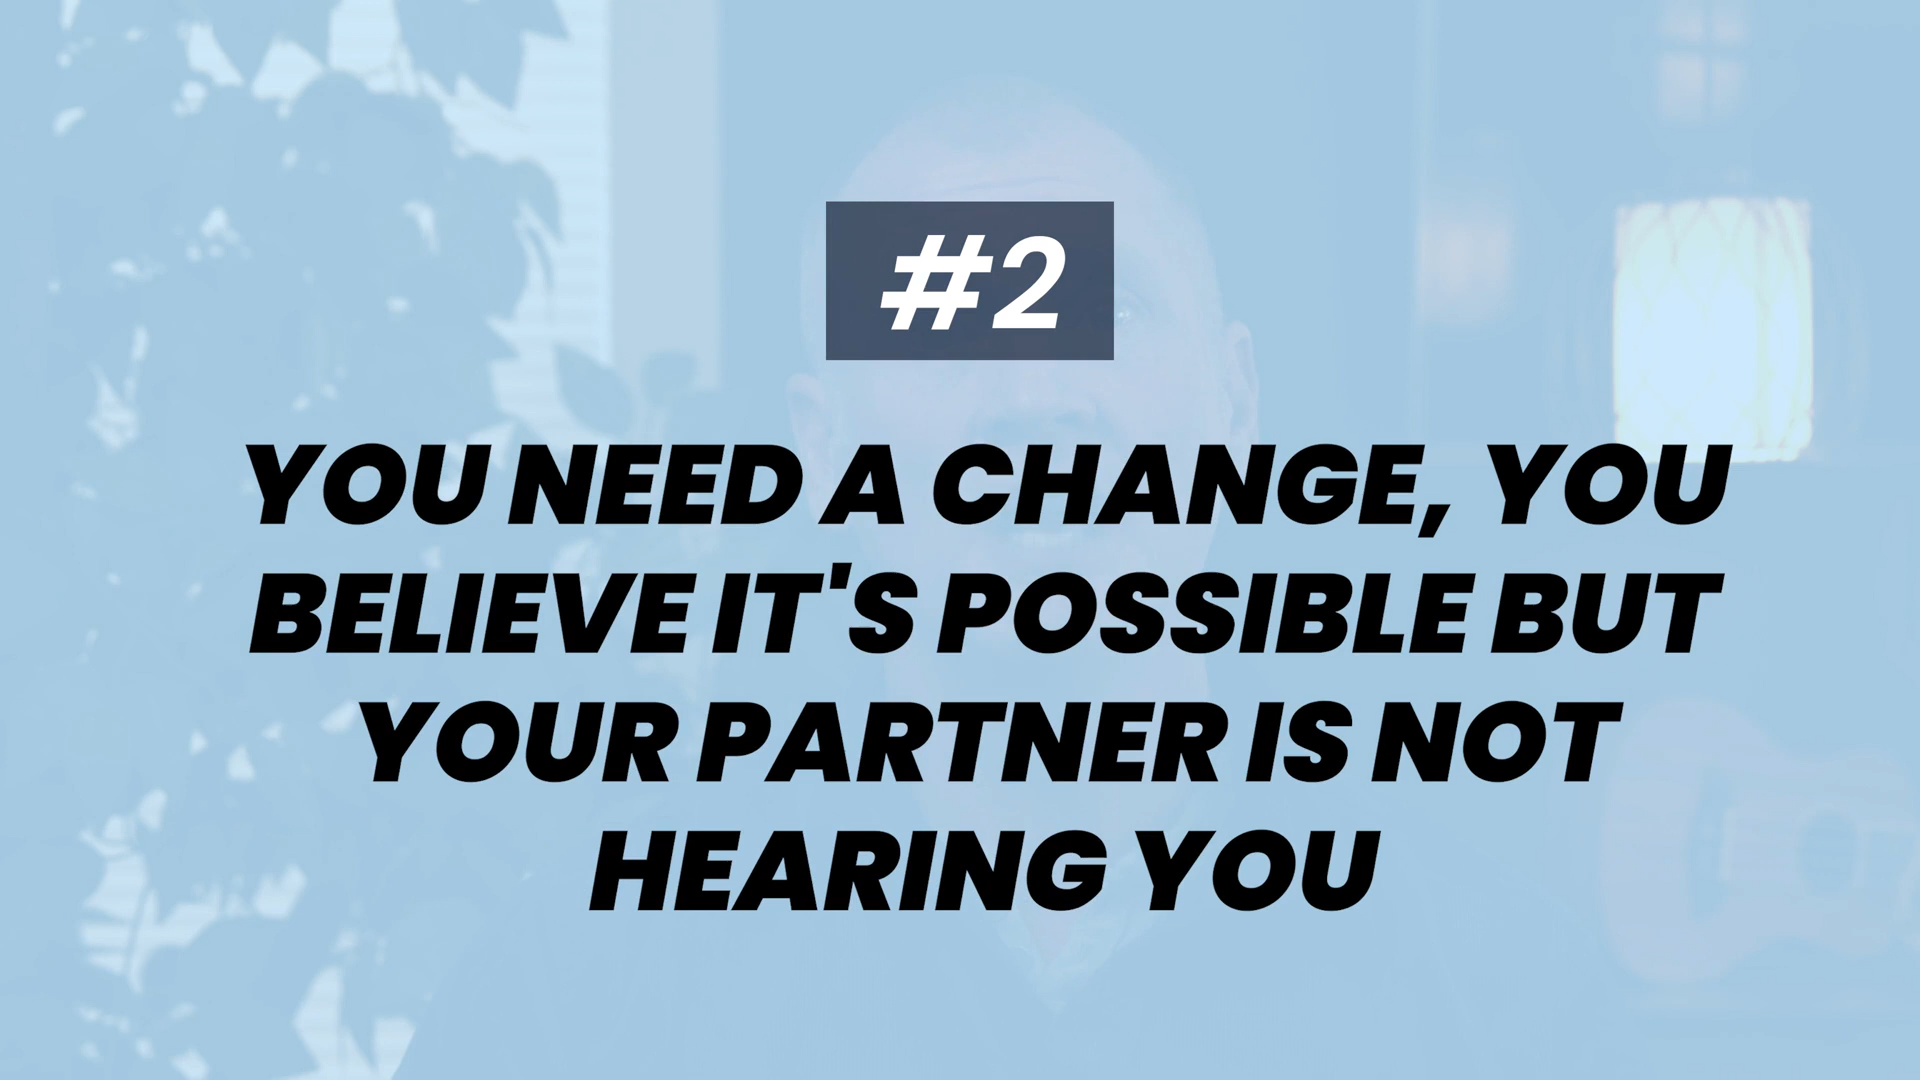 #2
YOU NEED A CHANGE, YOU
BELIEVE IT'S POSSIBLE BUT
YOUR PARTNER IS NOT
HEARING YOU